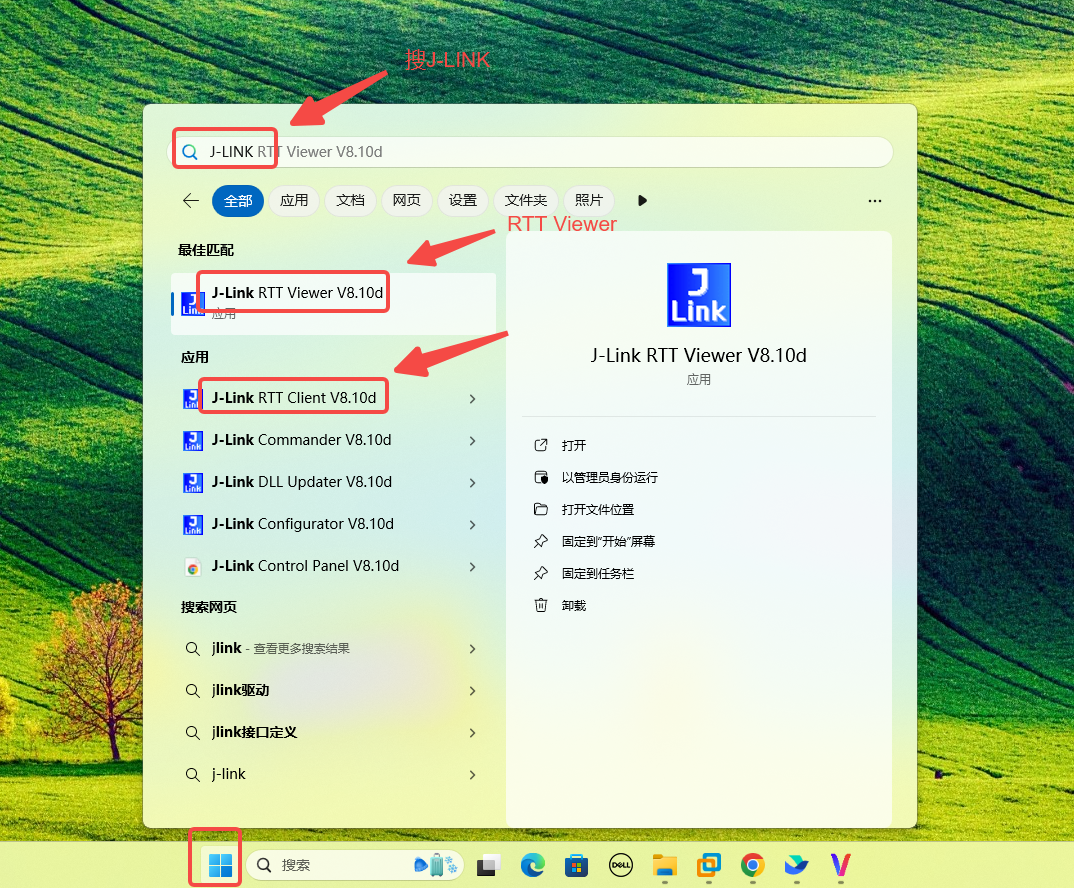 搜J-LINK
J-LINK RTT Viewer V8.10d
全部 应用 文档 网页 设置 文件夹 照片
RTT Viewer
最佳匹配
J-Link RTT Viewer V8.10d
应用
应用
J-Link RTT Client V8.10d
J-Link Commander V8.10d
J-Link DLL Updater V8.10d
J-Link Configurator V8.10d
J-Link Control Panel V8.10d
搜索网页
jlink - 查看更多搜索结果
jlink驱动
jlink接口定义
j-link
J Link
J-Link RTT Viewer V8.10d
应用
打开
以管理员身份运行
打开文件位置
固定到"开始"屏幕
固定到任务栏
卸载
搜索
DELL